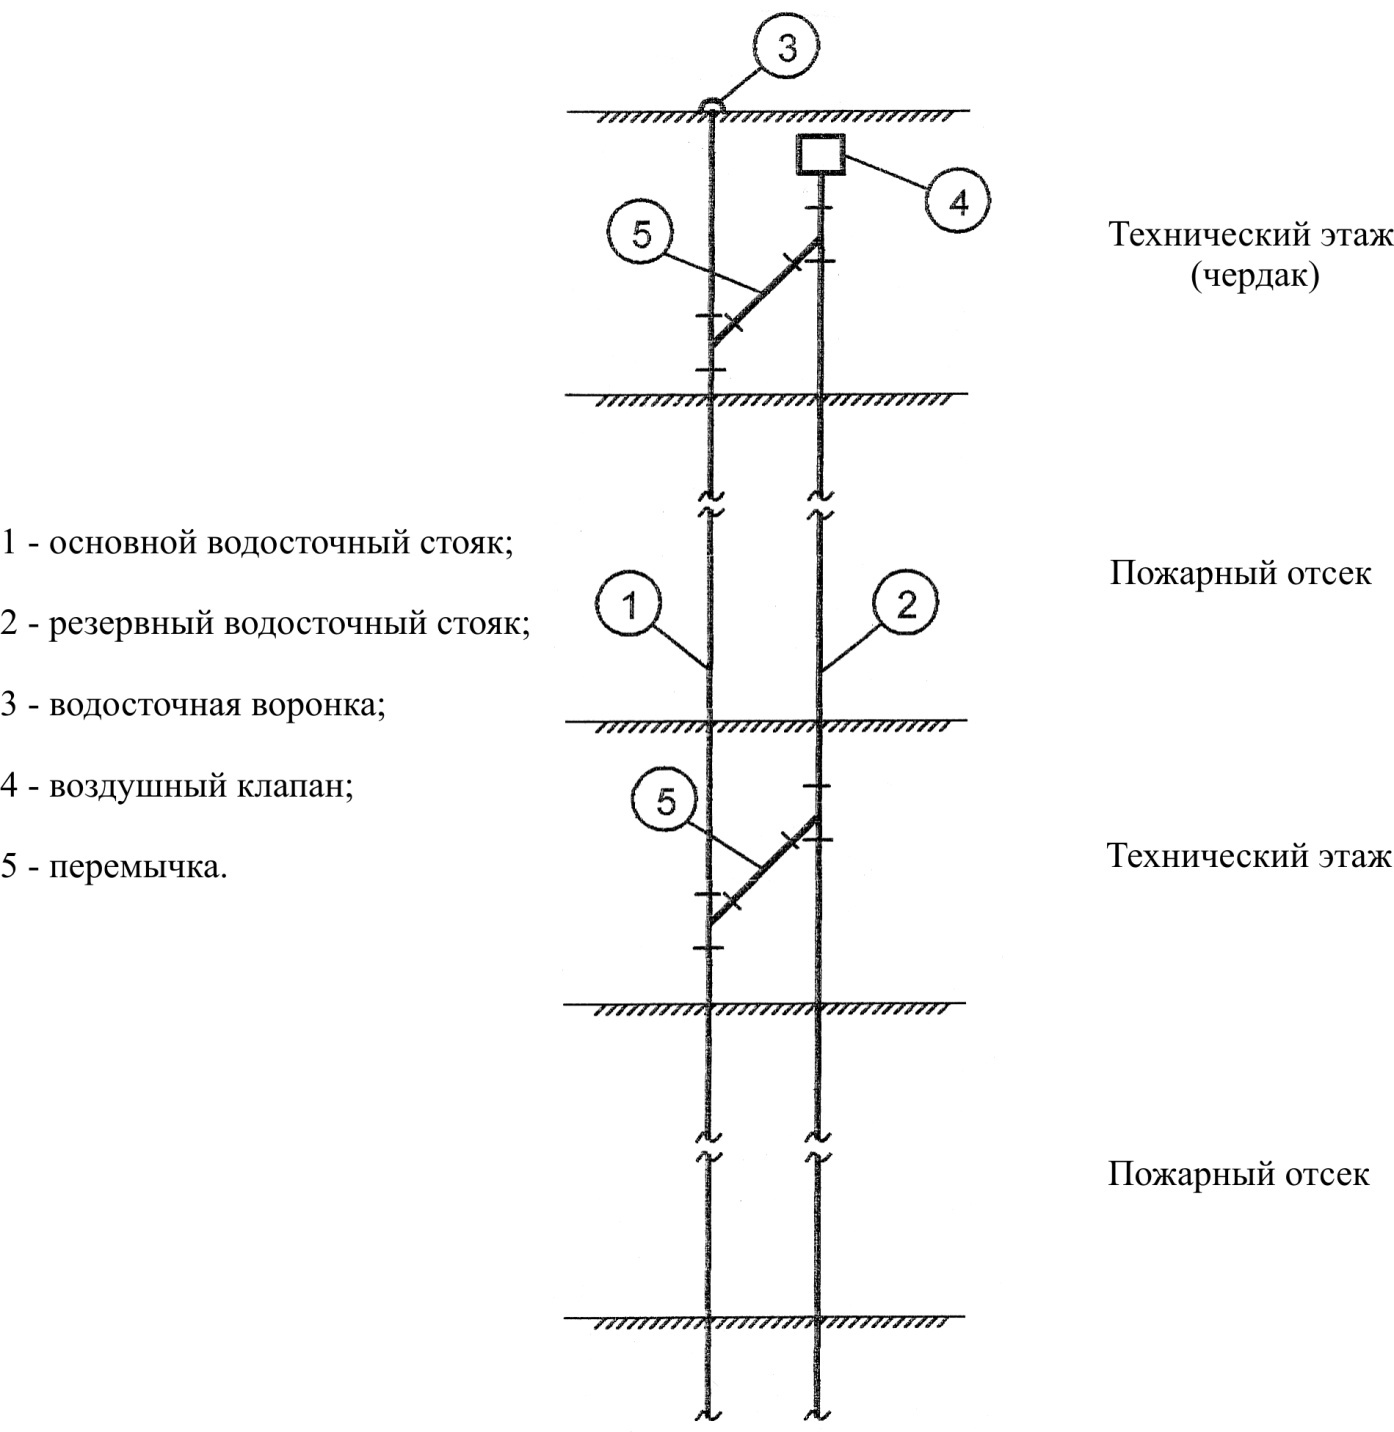 3
4
5
Технический этаж
(чердак)
1 - основной водосточный стояк;
Пожарный отсек
1
2
2 - резервный водосточный стояк;
3 - водосточная воронка;
4 - воздушный клапан;
5
Технический этаж
5 - перемычка.
Пожарный отсек